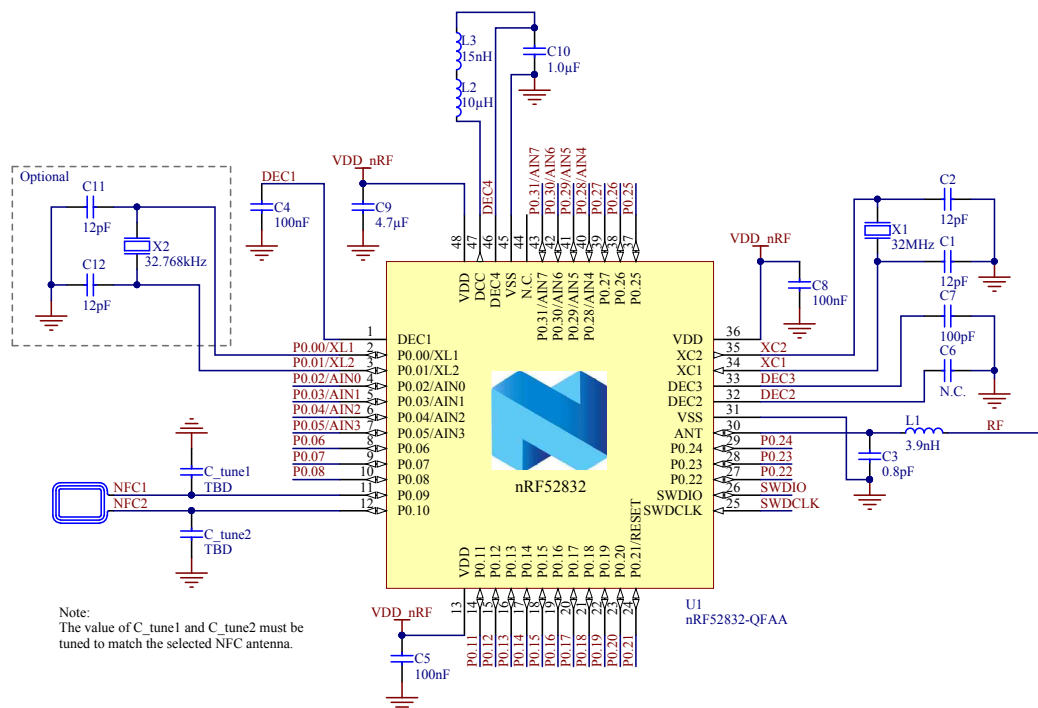 L3
15nH
L2
10µH
C10
1.0µF
DEC4
VDD_nRF
C9
4.7µF
DEC1
C4
100nF
Optional
C11
12pF
X2
32.768kHz
C12
12pF
P0.31/AIN7
P0.30/AIN6
P0.29/AIN5
P0.28/AIN4
P0.27
P0.26
P0.25
48
47
46
45
44
43
42
41
40
39
38
37
VDD
DCC
DEC4
VSS
N.C.
P0.31/AIN7
P0.30/AIN6
P0.29/AIN5
P0.28/AIN4
P0.27
P0.26
P0.25
C2
12pF
X1
32MHz
C1
12pF
VDD_nRF
C8
100nF
C7
100pF
C6
N.C.
1
DEC1
P0.00/XL1
2
P0.00/XL1
P0.01/XL2
3
P0.01/XL2
P0.02/AIN0
4
P0.02/AIN0
P0.03/AIN1
5
P0.03/AIN1
P0.04/AIN2
6
P0.04/AIN2
P0.05/AIN3
7
P0.05/AIN3
P0.06
8
P0.06
P0.07
9
P0.07
P0.08
10
P0.08
NFC1
11
P0.09
NFC2
12
P0.10
C_tune1
TBD
C_tune2
TBD
nRF52832
VDD
36
XC2
35
XC2
XC1
34
XC1
DEC3
33
DEC3
DEC2
32
DEC2
VSS
31
ANT
30
P0.24
29
P0.24
P0.23
28
P0.23
P0.22
27
P0.22
SWDIO
26
SWDIO
SWDCLK
25
SWDCLK
L1
3.9nH
RF
C3
0.8pF
VDD
P0.11
P0.12
P0.13
P0.14
P0.15
P0.16
P0.17
P0.18
P0.19
P0.20
P0.21/RESET
13
14
15
16
17
18
19
20
21
22
23
24
P0.11
P0.12
P0.13
P0.14
P0.15
P0.16
P0.17
P0.18
P0.19
P0.20
P0.21
U1
nRF52832-QFAA
VDD_nRF
C5
100nF
Note:
The value of C_tune1 and C_tune2 must be
tuned to match the selected NFC antenna.